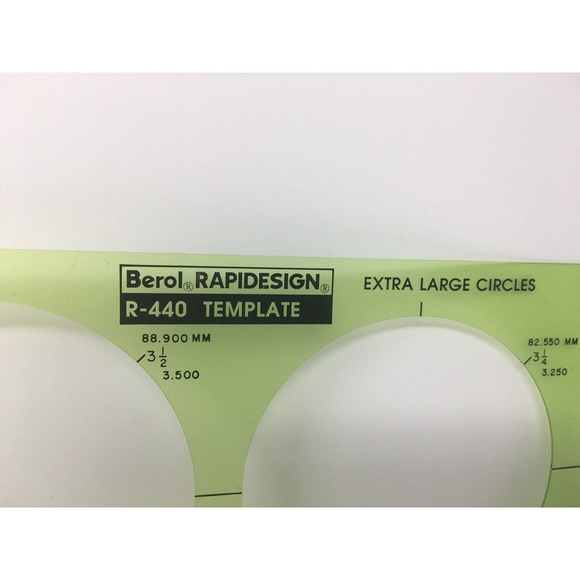 Berol® RAPIDESIGN®
R-440 TEMPLATE
EXTRA LARGE CIRCLES
88.900 MM
3 1/2
3.500
82.550 MM
3 1/4
3.250